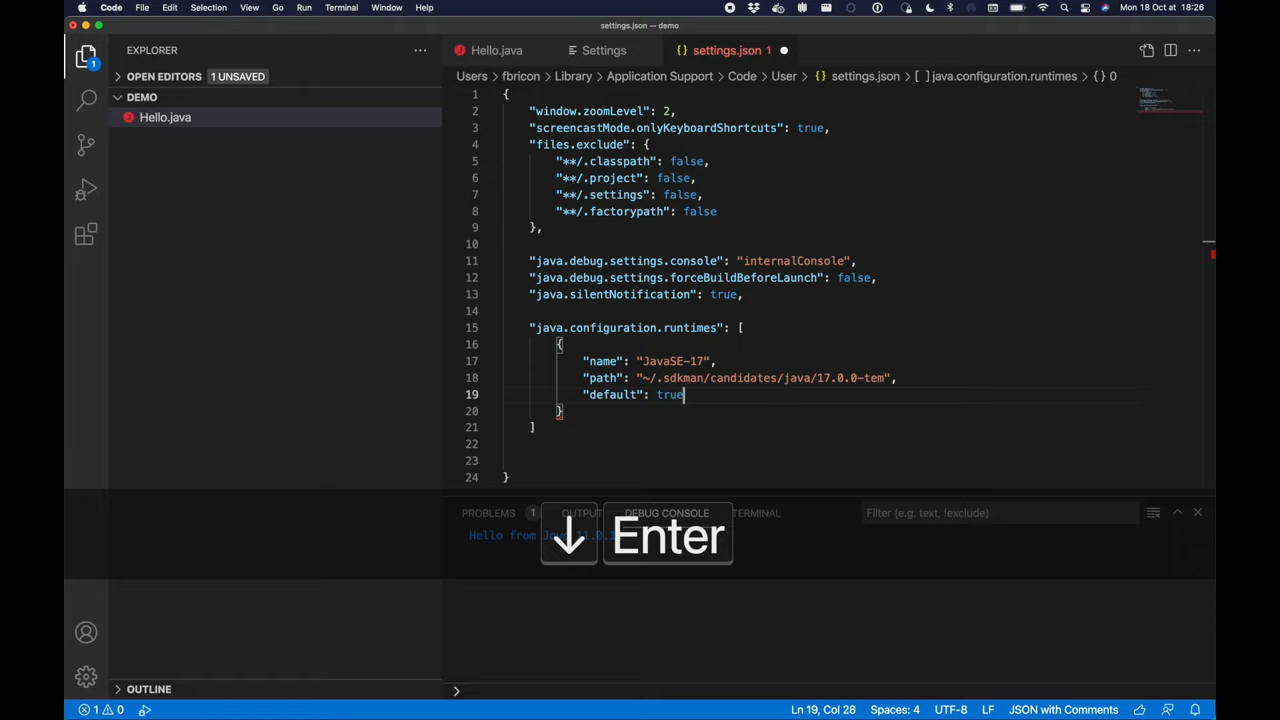 Code File Edit Selection View Go Run Terminal Window Help Mon 18 Oct at 18:26
settings.json — demo
EXPLORER
Hello.java Settings {} settings.json 1
OPEN EDITORS 1 UNSAVED
Users > fbricon > Library > Application Support > Code > User > {} settings.json > [ ] java.configuration.runtimes > {} 0
DEMO
Hello.java
1 {
2 "window.zoomLevel": 2,
3 "screencastMode.onlyKeyboardShortcuts": true,
4 "files.exclude": {
5 "**/.classpath": false,
6 "**/.project": false,
7 "**/.settings": false,
8 "**/.factorypath": false
9 },
10
11 "java.debug.settings.console": "internalConsole",
12 "java.debug.settings.forceBuildBeforeLaunch": false,
13 "java.silentNotification": true,
14
15 "java.configuration.runtimes": [
16 {
17 "name": "JavaSE-17",
18 "path": "~/.sdkman/candidates/java/17.0.0-tem",
19 "default": true
20 }
21 ]
22
23
24 }
PROBLEMS 1 OUTPUT DEBUG CONSOLE TERMINAL Filter (e.g. text, !exclude)
Hello from
↓ Enter
OUTLINE
1 0 Ln 19, Col 28 Spaces: 4 UTF-8 LF JSON with Comments